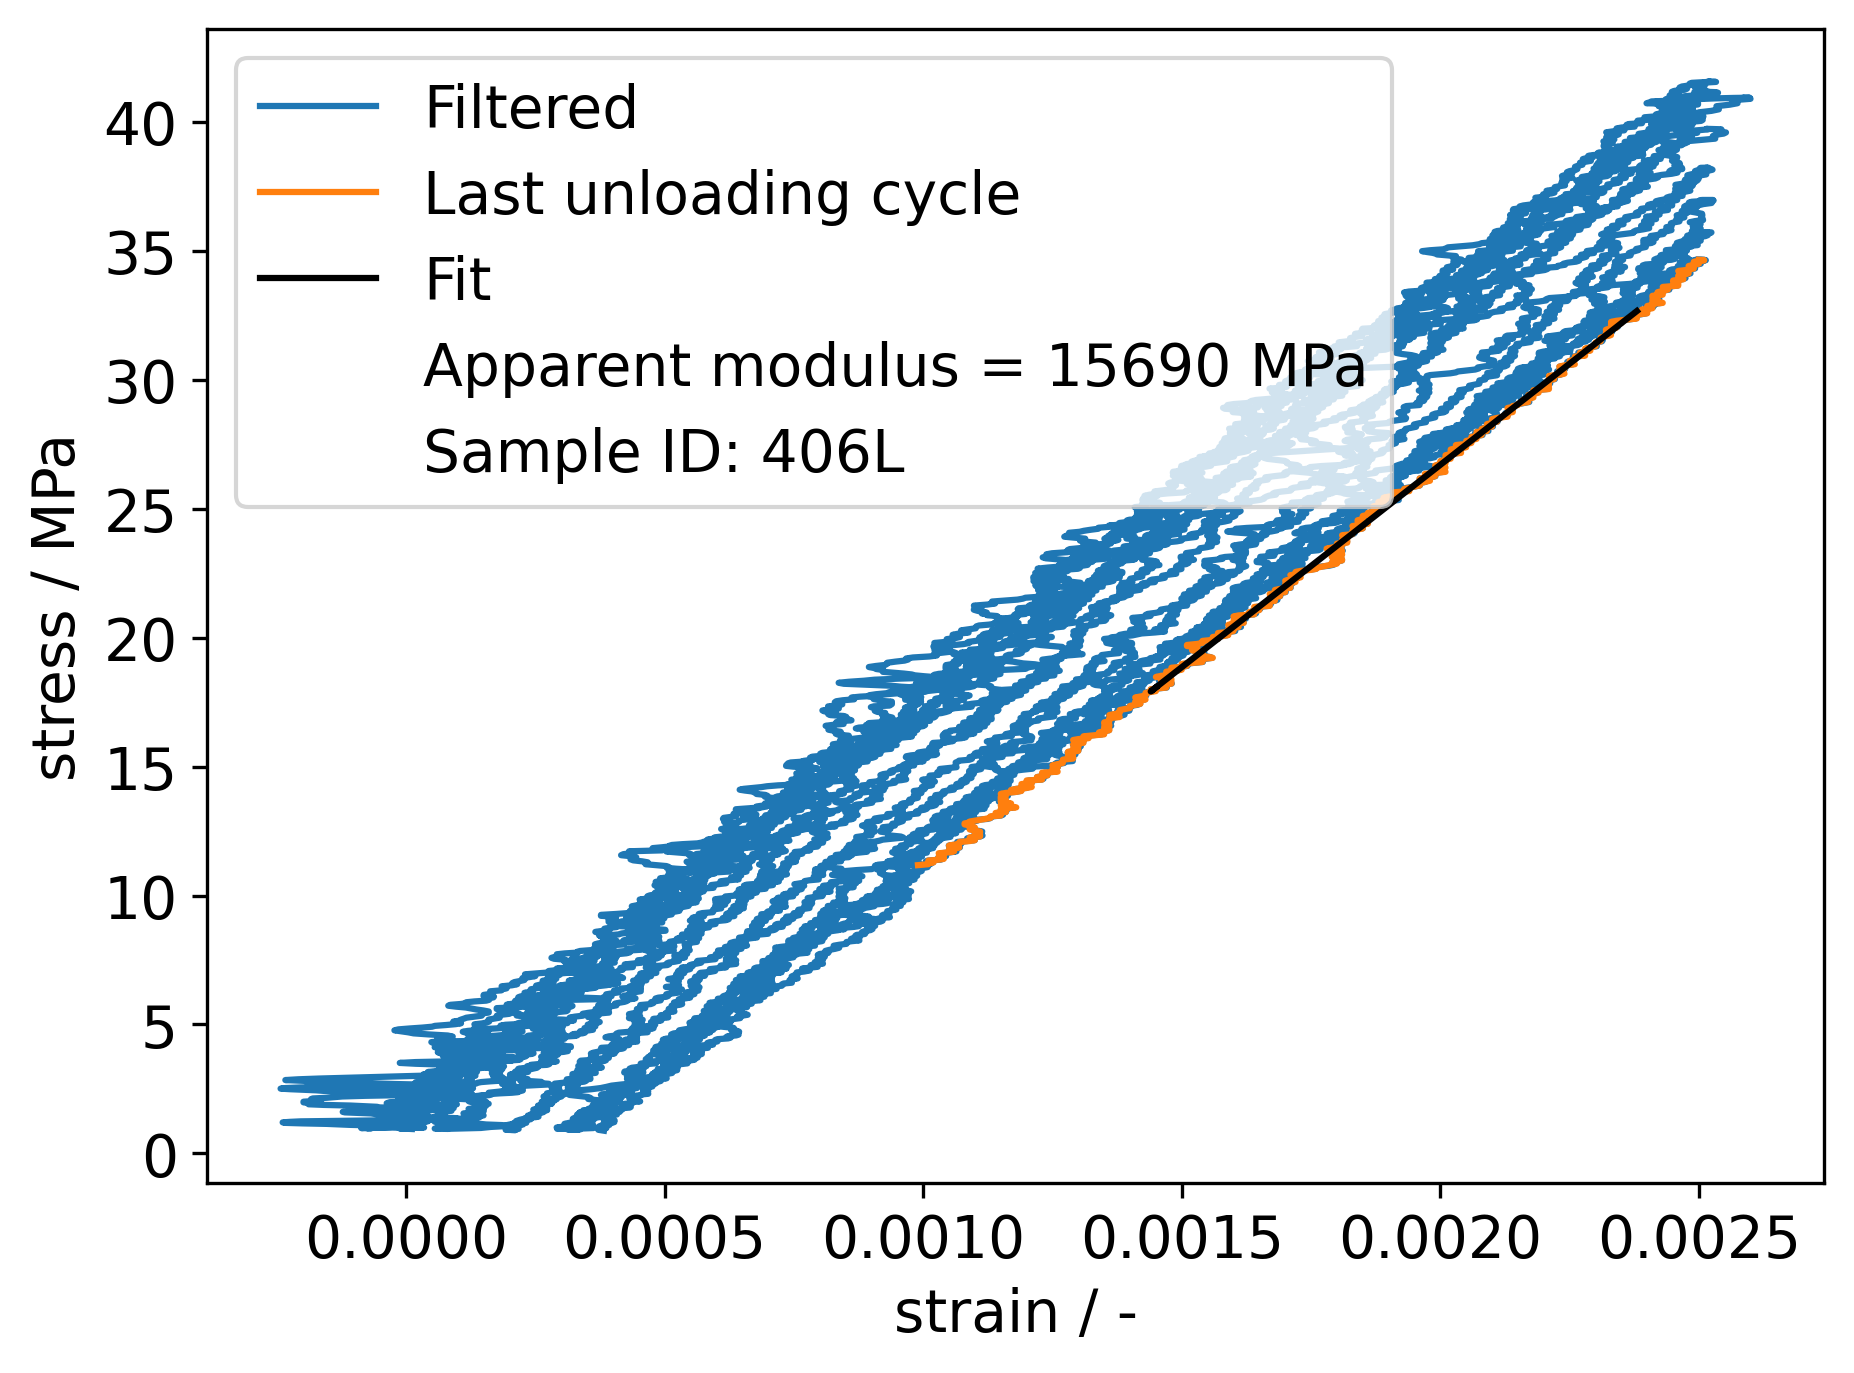 Filtered
Last unloading cycle
Fit
Apparent modulus = 15690 MPa
Sample ID: 406L
stress / MPa
40
35
30
25
20
15
10
5
0
0.0000 0.0005 0.0010 0.0015 0.0020 0.0025
strain / -